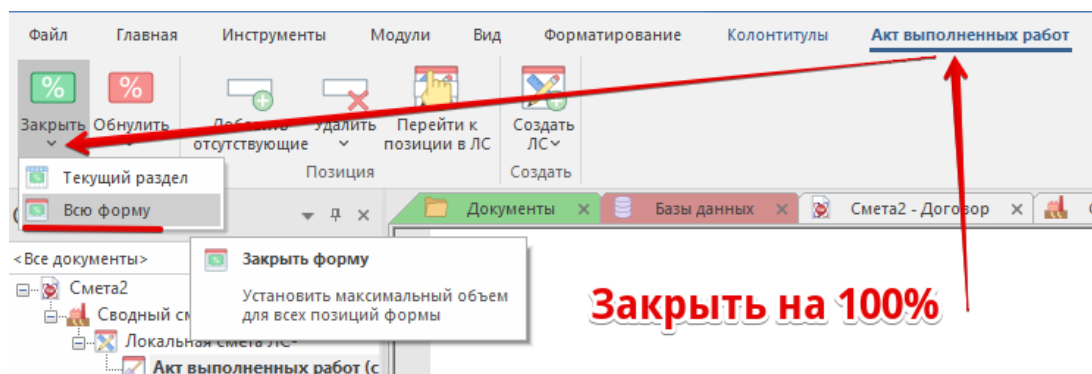 Файл Главная Инструменты Модули Вид Форматирование Колонтитулы Акт выполненных работ
% %
Закрыть Обнулить Добавить Удалить Перейти к Создать
отсутствующие позиции в ЛС ЛС
Текущий раздел
Позиция Создать
Всю форму
Документы Базы данных Смета2 - Договор
<Все документы>
Закрыть форму
Установить максимальный объем
для всех позиций формы
Смета2
Сводный
Локальная смета ЛС-
Акт выполненных работ (с
Закрыть на 100%